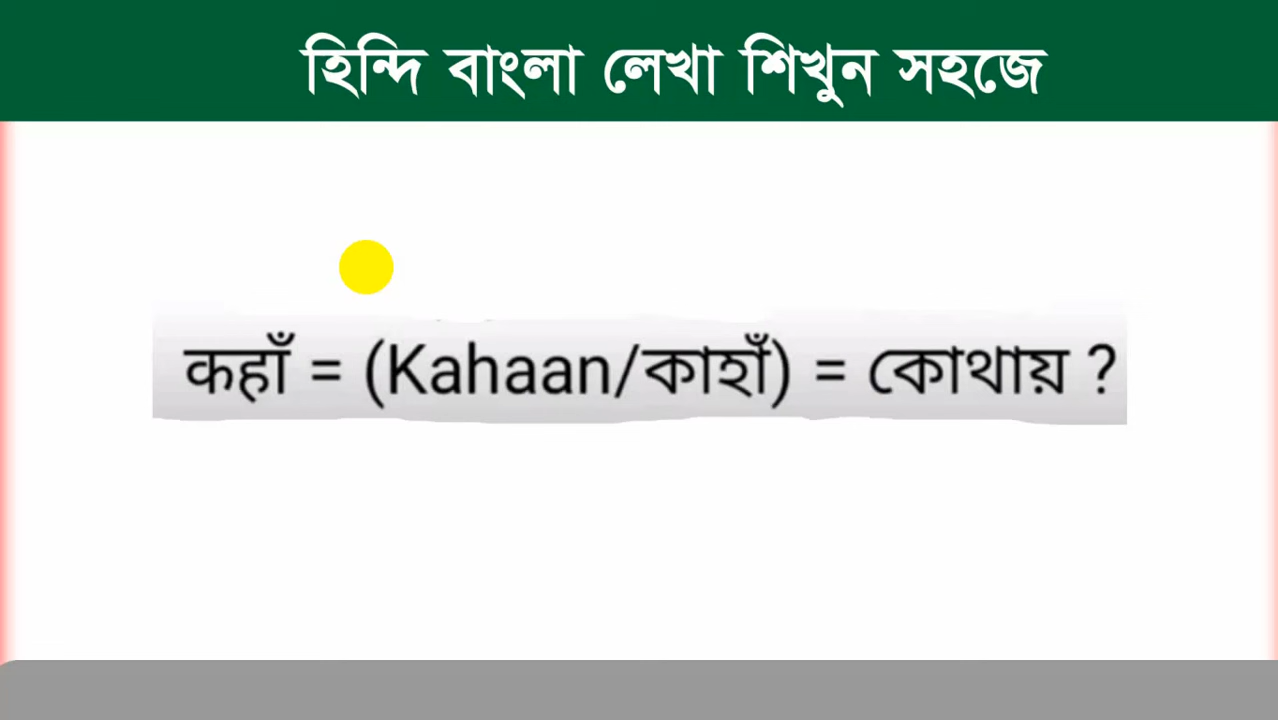 হিন্দি বাংলা লেখা শিখুন সহজে
कहाँ = (Kahaan/কাহাঁ) = কোথায় ?